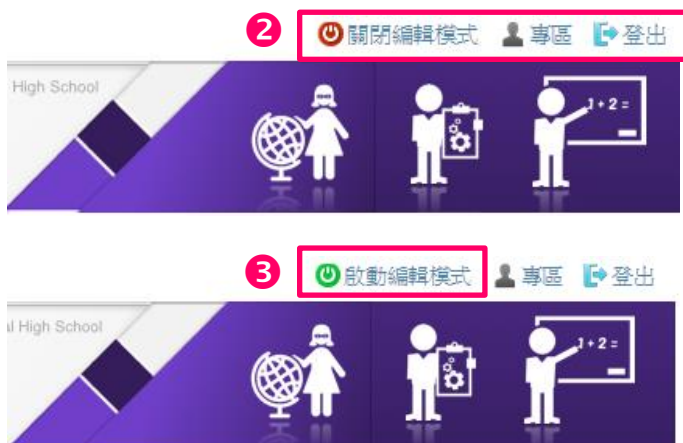 ❷ 關閉編輯模式 專區 登出
High School
1 + 2 =
❸ 啟動編輯模式 專區 登出
al High School
1 + 2 =